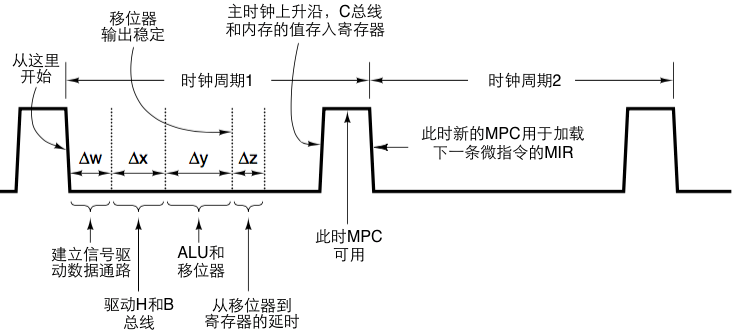 移位器
输出稳定
主时钟上升沿，C总线
和内存的值存入寄存器
从这里
开始
时钟周期1
时钟周期2
此时新的MPC用于加载
下一条微指令的MIR
Δw
Δx
Δy
Δz
建立信号驱
动数据通路
ALU和
移位器
此时MPC
可用
驱动H和B
总线
从移位器到
寄存器的延时